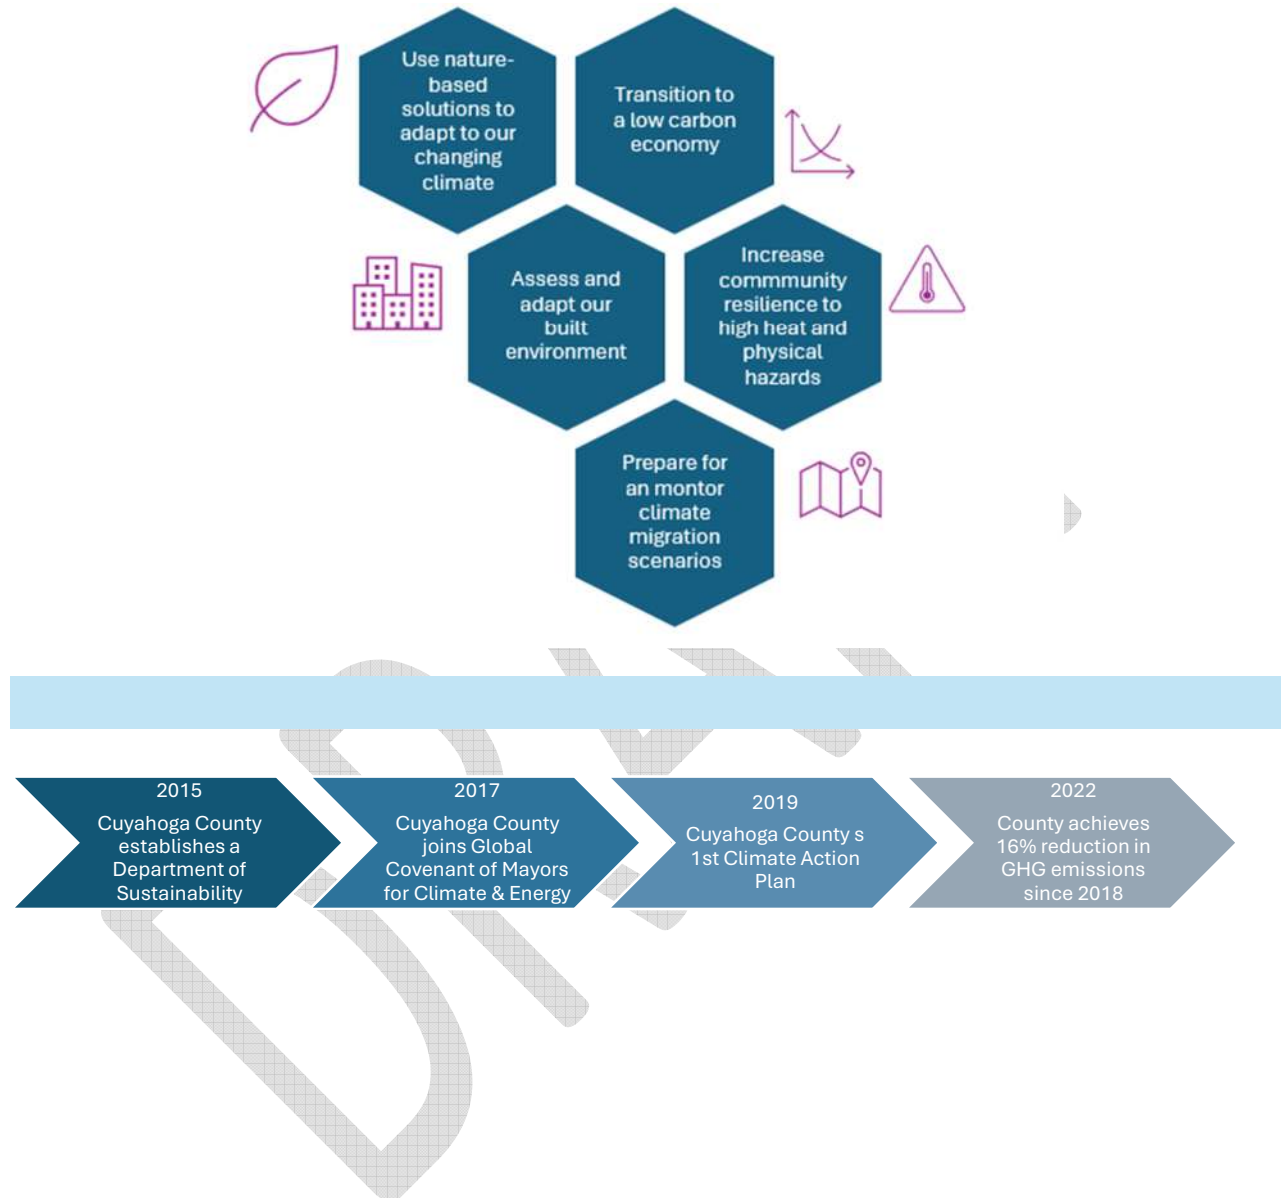 Use nature-
based
solutions to
adapt to our
changing
climate
Transition to
a low carbon
economy
Assess and
adapt our
built
environment
Increase
commmunity
resilience to
high heat and
physical
hazards
Prepare for
an montor
climate
migration
scenarios
2015
Cuyahoga County
establishes a
Department of
Sustainability
2017
Cuyahoga County
joins Global
Covenant of Mayors
for Climate & Energy
2019
Cuyahoga County s
1st Climate Action
Plan
2022
County achieves
16% reduction in
GHG emissions
since 2018